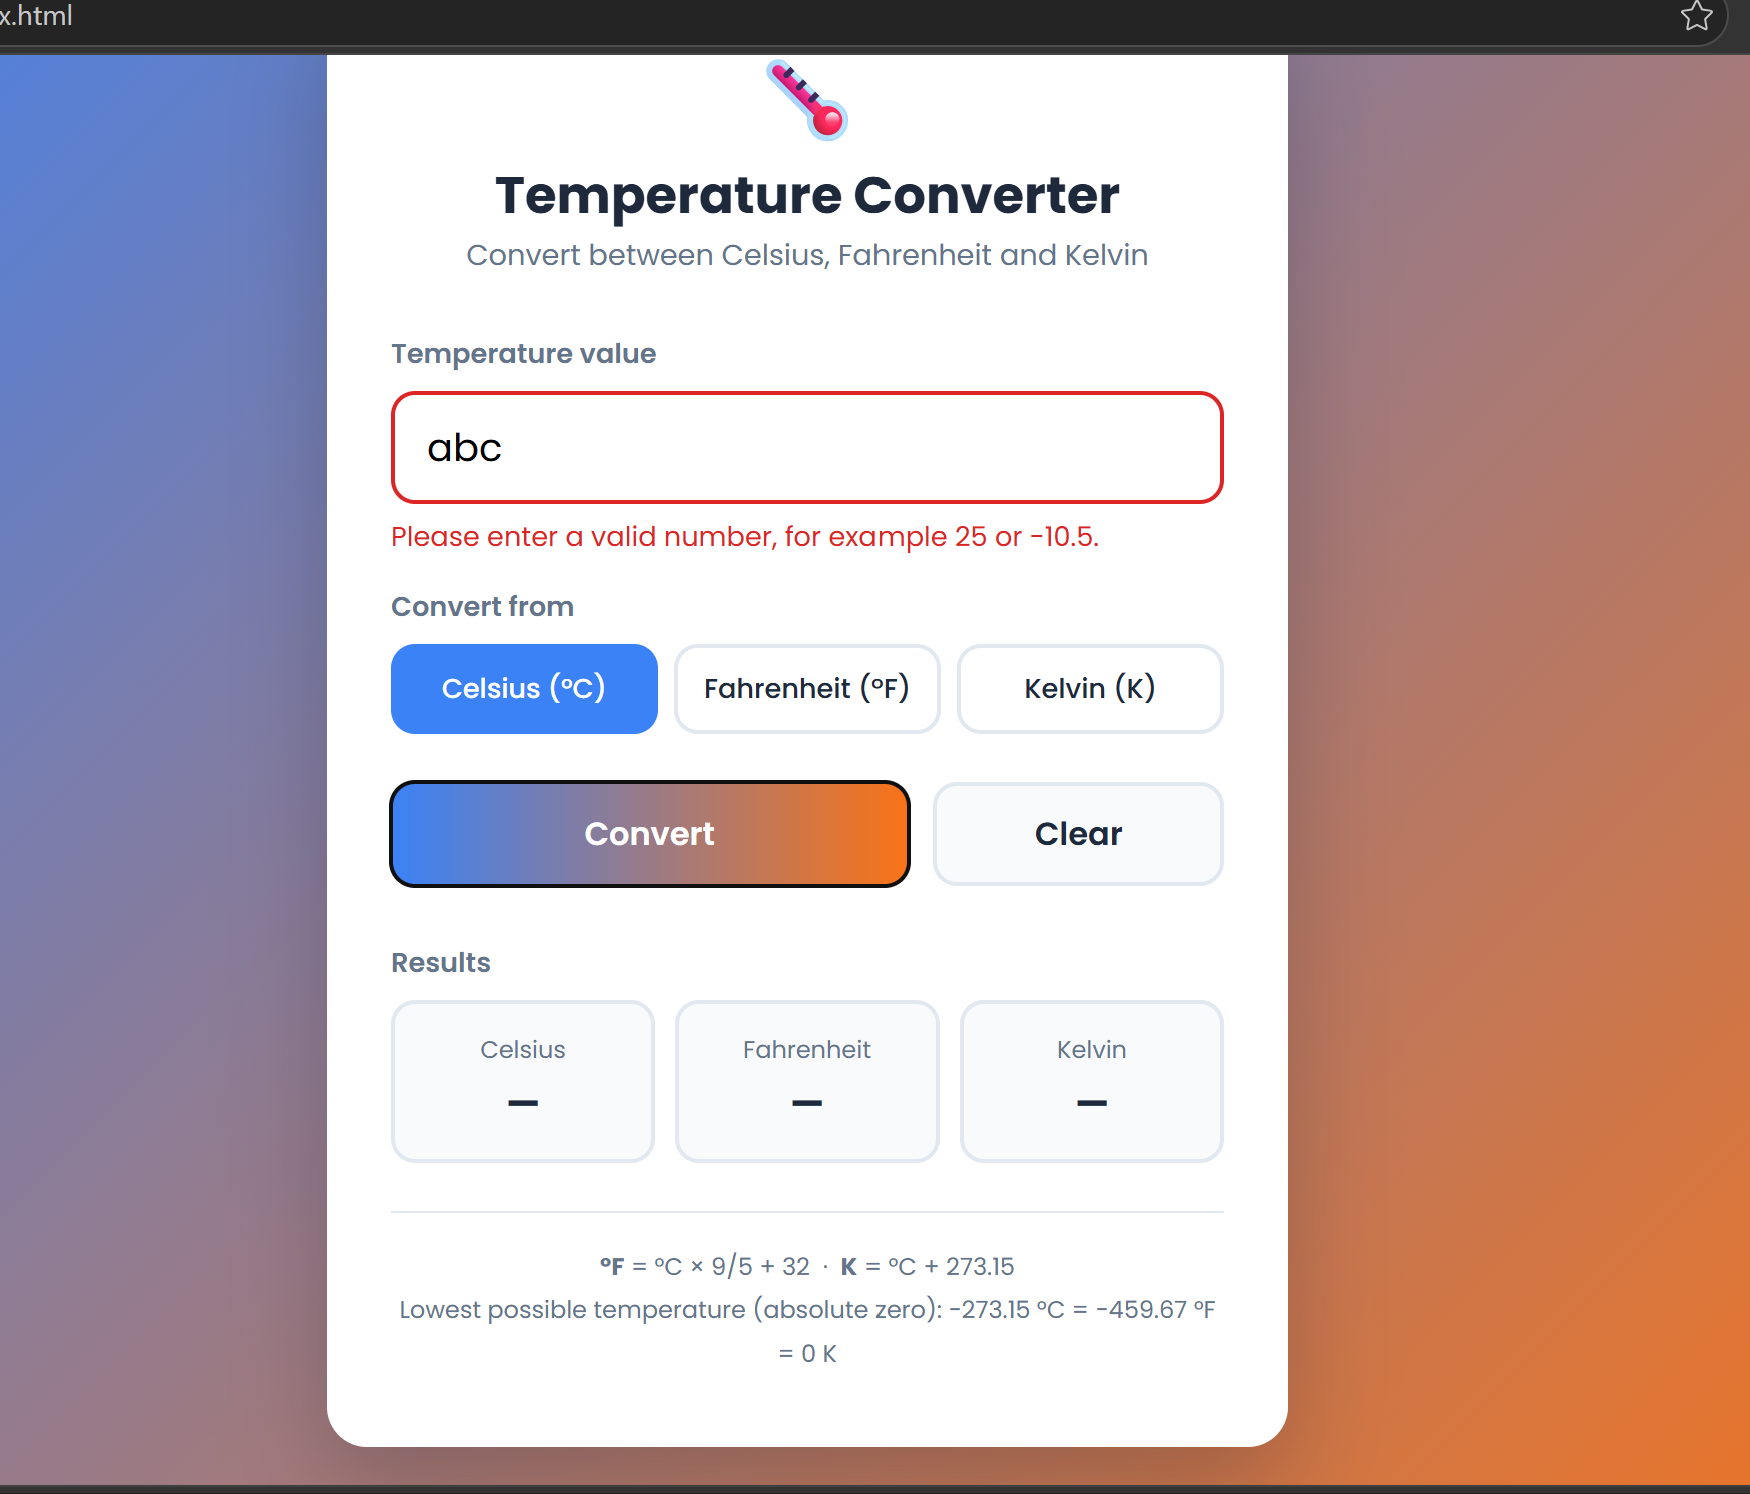 x.html
Temperature Converter
Convert between Celsius, Fahrenheit and Kelvin
Temperature value
abc
Please enter a valid number, for example 25 or -10.5.
Convert from
Celsius (°C) Fahrenheit (°F) Kelvin (K)
Convert Clear
Results
Celsius Fahrenheit Kelvin
— — —
°F = °C × 9/5 + 32 · K = °C + 273.15
Lowest possible temperature (absolute zero): -273.15 °C = -459.67 °F
= 0 K